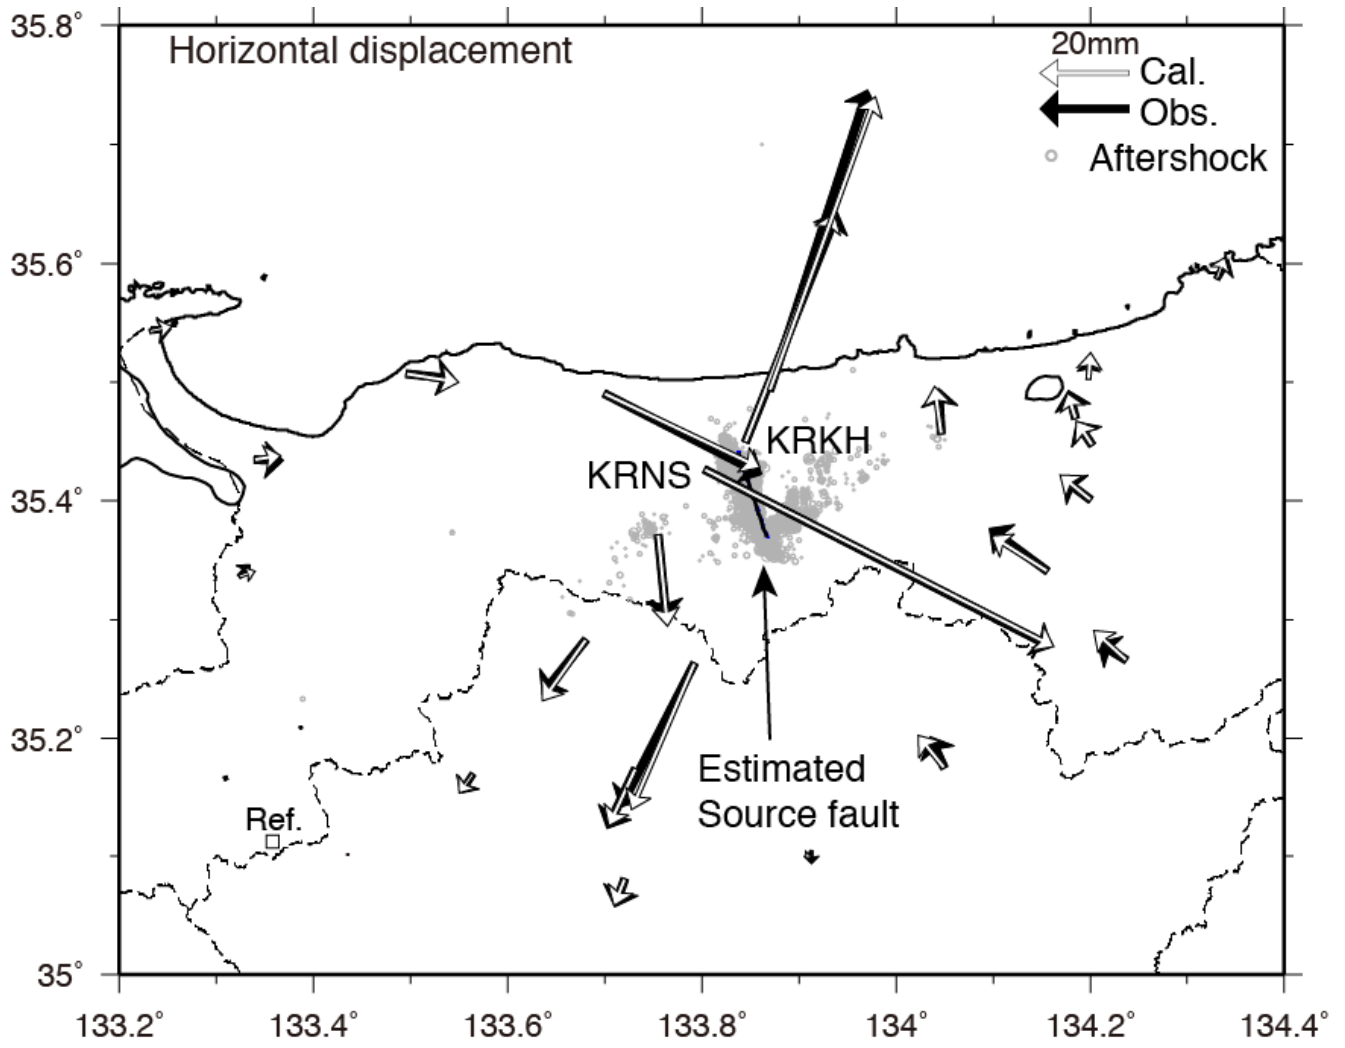 35.8°
Horizontal displacement
20mm
Cal.
Obs.
Aftershock
35.6°
KRKH
KRNS
35.4°
35.2°
Estimated
Source fault
Ref.
35°
133.2°
133.4°
133.6°
133.8°
134°
134.2°
134.4°